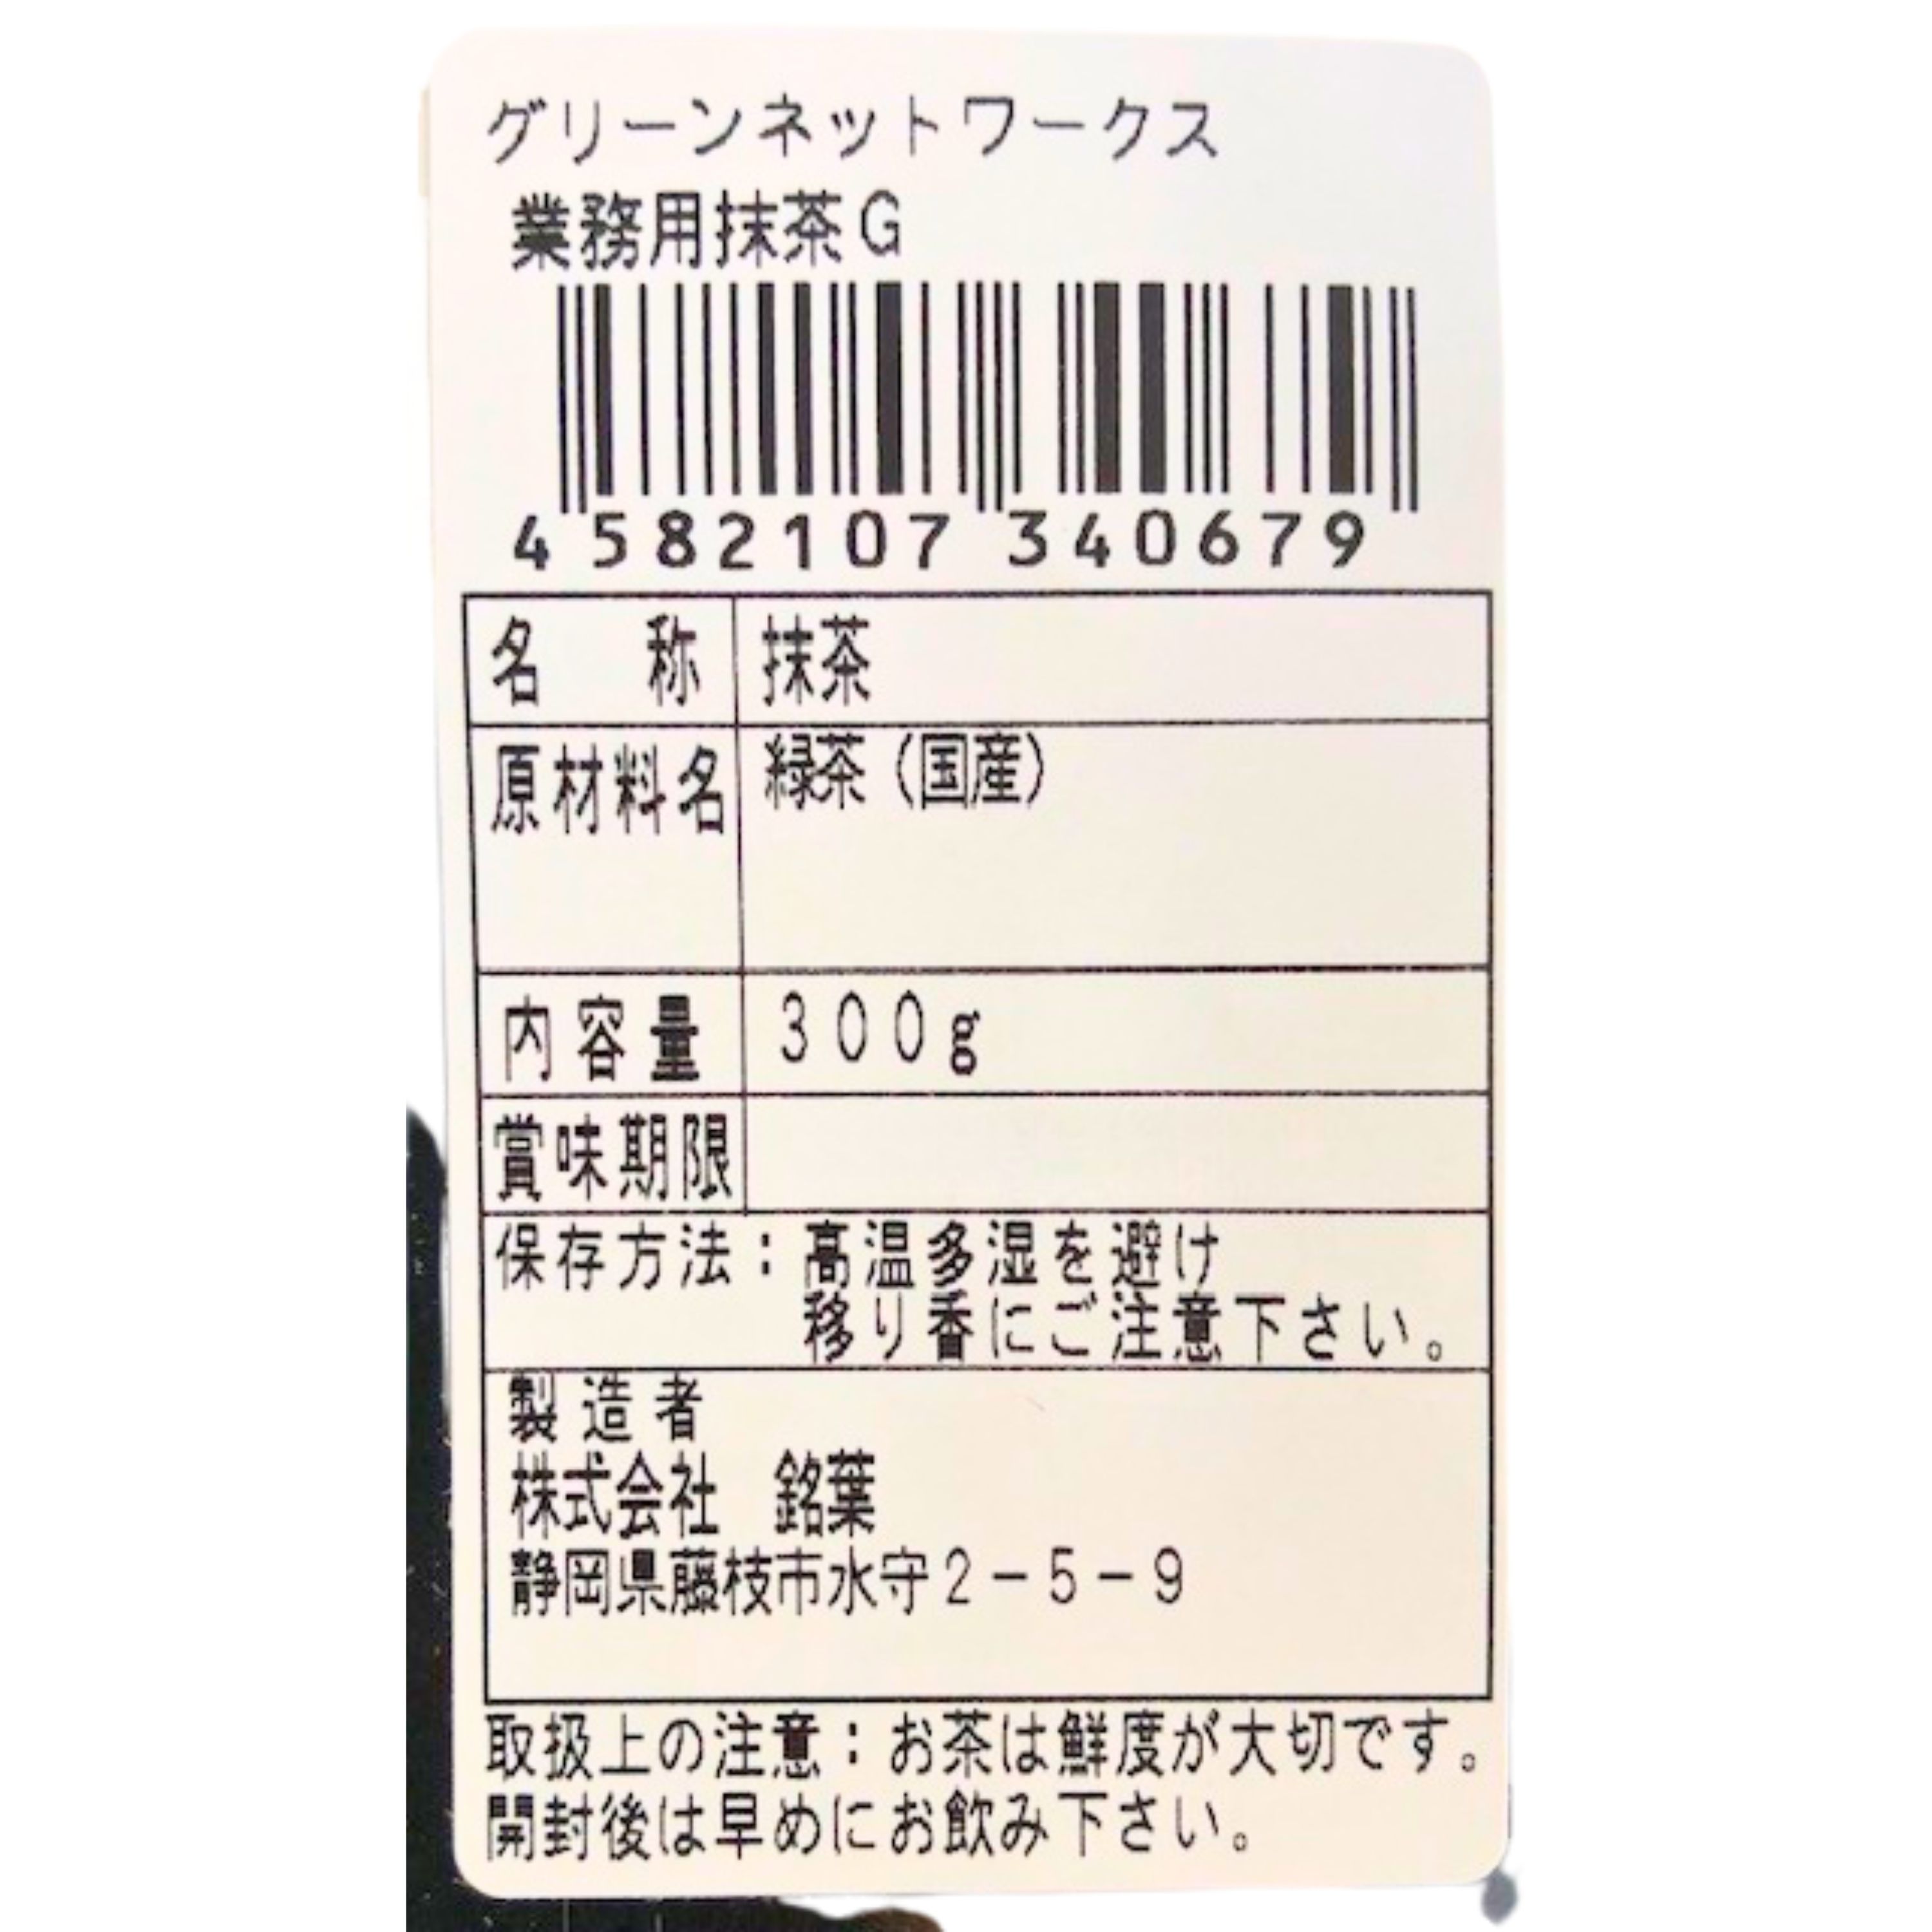 グリーンネットワークス
業務用抹茶G
4 582107 340679
名称 抹茶
原材料名 緑茶（国産）
内容量 300g
賞味期限
保存方法：高温多湿を避け
移り香にご注意下さい。
製造者
株式会社 銘葉
静岡県藤枝市水守2－5－9
取扱上の注意：お茶は鮮度が大切です。
開封後は早めにお飲み下さい。